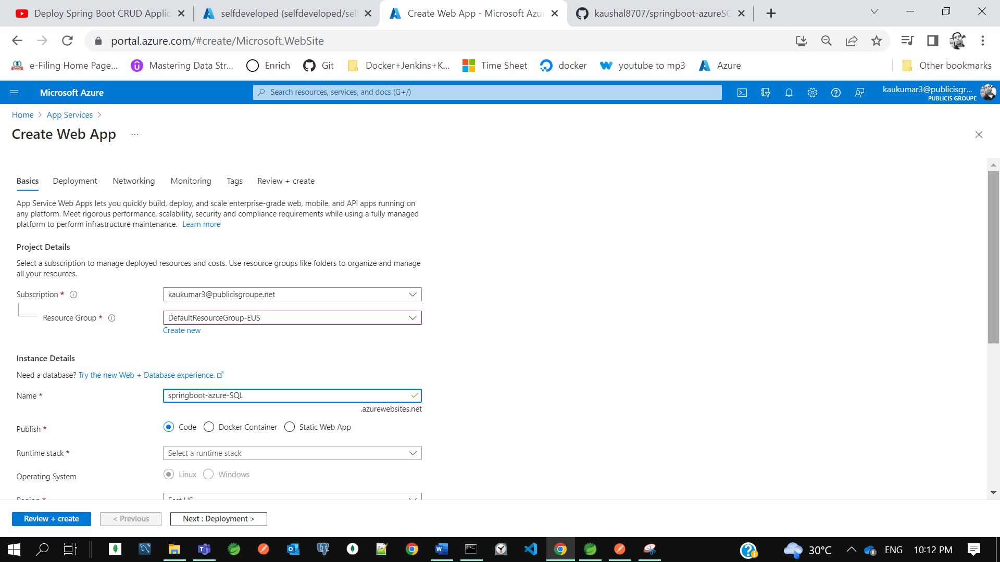 Deploy Spring Boot CRUD Applic
selfdeveloped (selfdeveloped/self
Create Web App - Microsoft Azur
kaushal8707/springboot-azureSQ
portal.azure.com/#create/Microsoft.WebSite
e-Filing Home Page...
Mastering Data Str...
Enrich
Git
Docker+Jenkins+K...
Time Sheet
docker
youtube to mp3
Azure
Other bookmarks
Microsoft Azure
Search resources, services, and docs (G+/)
kaukumar3@publicisgr...
PUBLICIS GROUPE
Home
App Services
Create Web App
...
Basics
Deployment
Networking
Monitoring
Tags
Review + create
App Service Web Apps lets you quickly build, deploy, and scale enterprise-grade web, mobile, and API apps running on
any platform. Meet rigorous performance, scalability, security and compliance requirements while using a fully managed
platform to perform infrastructure maintenance. Learn more
Project Details
Select a subscription to manage deployed resources and costs. Use resource groups like folders to organize and manage
all your resources.
Subscription *
kaukumar3@publicisgroupe.net
Resource Group *
DefaultResourceGroup-EUS
Create new
Instance Details
Need a database? Try the new Web + Database experience.
Name *
springboot-azure-SQL
.azurewebsites.net
Publish *
Code
Docker Container
Static Web App
Runtime stack *
Select a runtime stack
Operating System
Linux
Windows
Region *
East US
Review + create
< Previous
Next : Deployment >
30°C
ENG
10:12 PM